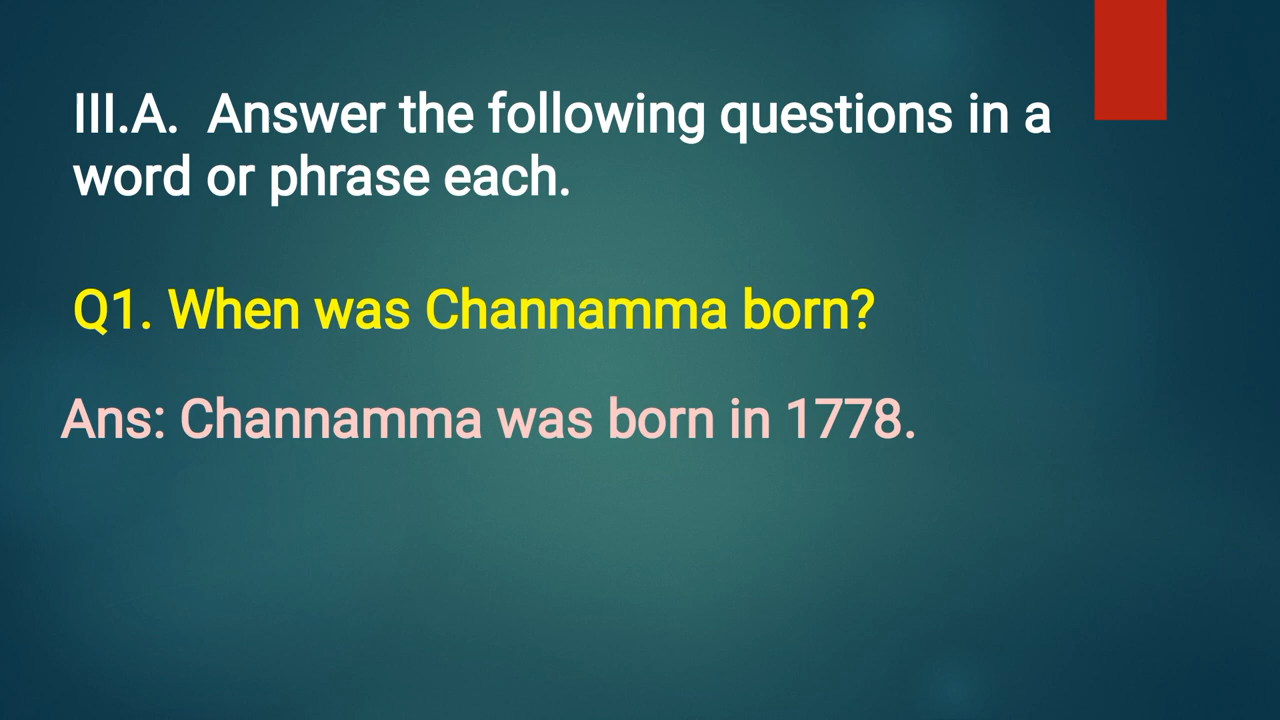 III.A.  Answer the following questions in a
word or phrase each.
Q1. When was Channamma born?
Ans: Channamma was born in 1778.